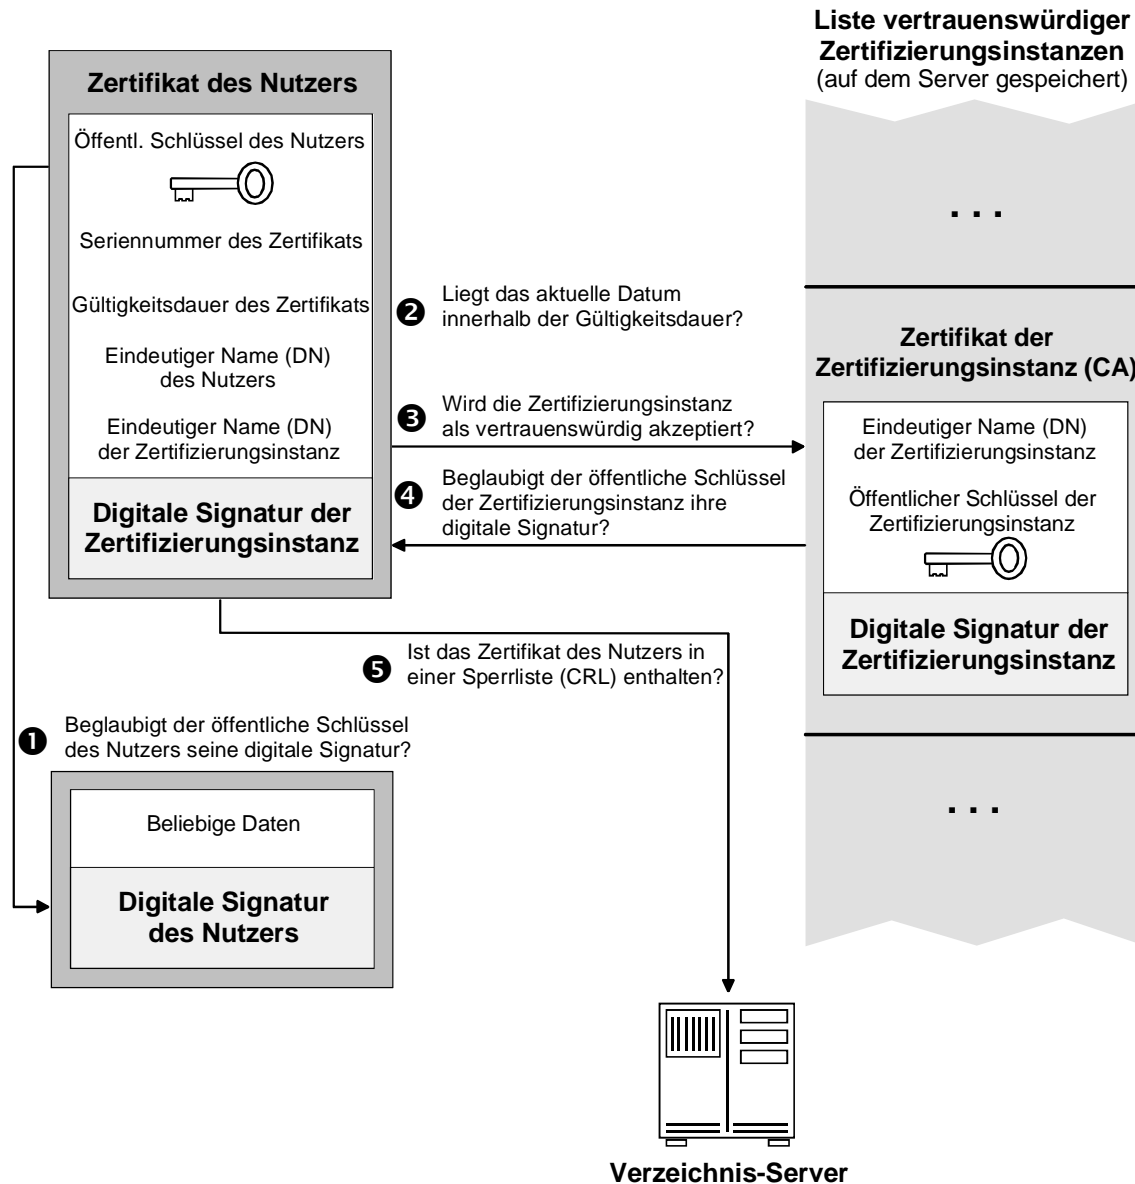 Liste vertrauenswürdiger
Zertifizierungsinstanzen
(auf dem Server gespeichert)
Zertifikat des Nutzers
Öffentl. Schlüssel des Nutzers
Seriennummer des Zertifikats
Gültigkeitsdauer des Zertifikats
Eindeutiger Name (DN)
des Nutzers
Eindeutiger Name (DN)
der Zertifizierungsinstanz
Digitale Signatur der
Zertifizierungsinstanz
❷ Liegt das aktuelle Datum
innerhalb der Gültigkeitsdauer?
❸ Wird die Zertifizierungsinstanz
als vertrauenswürdig akzeptiert?
❹ Beglaubigt der öffentliche Schlüssel
der Zertifizierungsinstanz ihre
digitale Signatur?
. . .
Zertifikat der
Zertifizierungsinstanz (CA)
Eindeutiger Name (DN)
der Zertifizierungsinstanz
Öffentlicher Schlüssel der
Zertifizierungsinstanz
Digitale Signatur der
Zertifizierungsinstanz
. . .
❺ Ist das Zertifikat des Nutzers in
einer Sperrliste (CRL) enthalten?
❶ Beglaubigt der öffentliche Schlüssel
des Nutzers seine digitale Signatur?
Beliebige Daten
Digitale Signatur
des Nutzers
Verzeichnis-Server